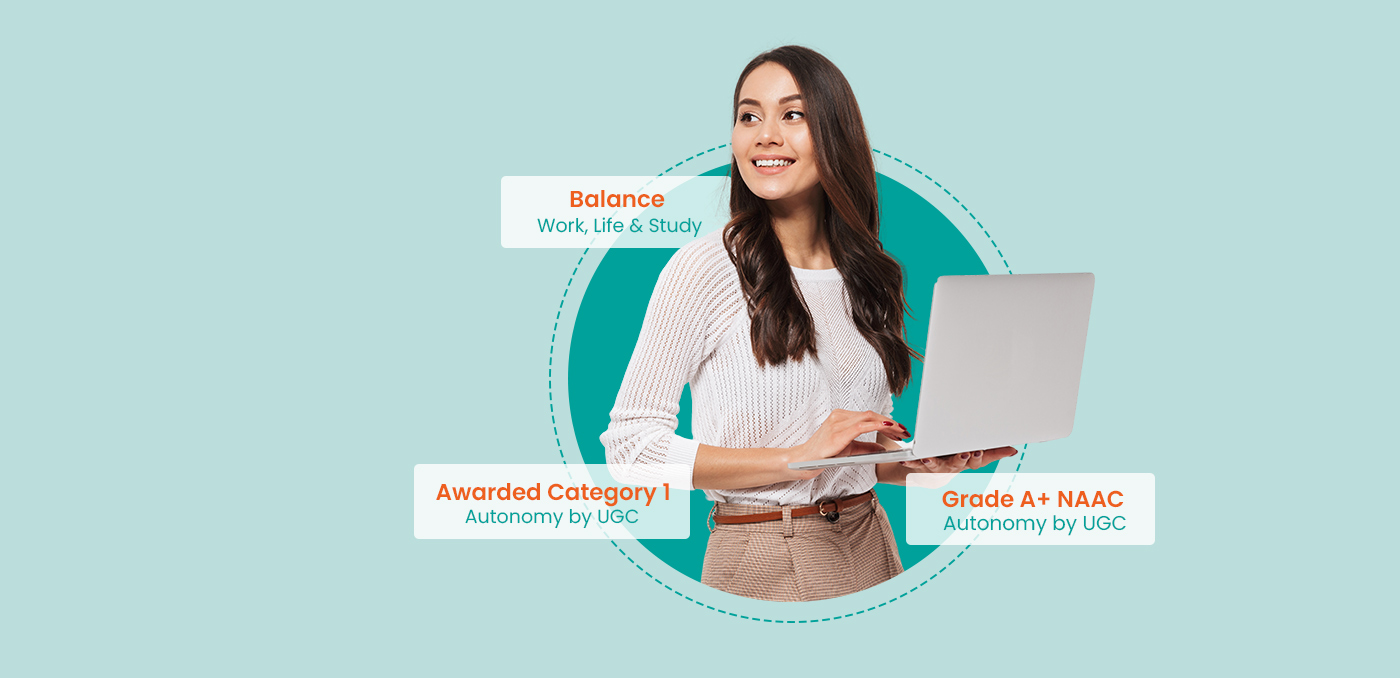 Balance
Work, Life & Study
Awarded Category 1
Autonomy by UGC
Grade A+ NAAC
Autonomy by UGC